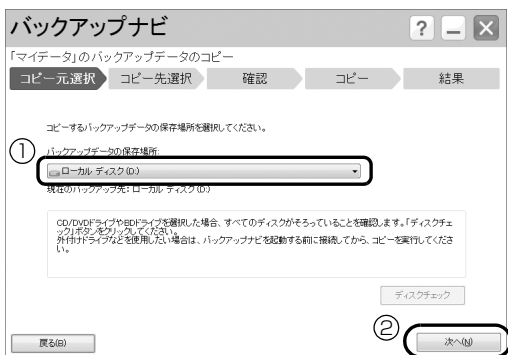 バックアップナビ
? － ×
「マイデータ」のバックアップデータのコピー
コピー元選択 コピー先選択 確認 コピー 結果
コピーするバックアップデータの保存場所を選択してください。
① バックアップデータの保存場所:
ローカル ディスク (D:)
現在のバックアップ先: ローカル ディスク (D:)
CD/DVDドライブやBDドライブを選択した場合、すべてのディスクがそろっていることを確認します。「ディスクチェ
ック」ボタンをクリックしてください。
外付けドライブなどを使用したい場合は、バックアップナビを起動する前に接続してから、コピーを実行してくださ
い。
ディスクチェック
②
戻る(B) 次へ(N)